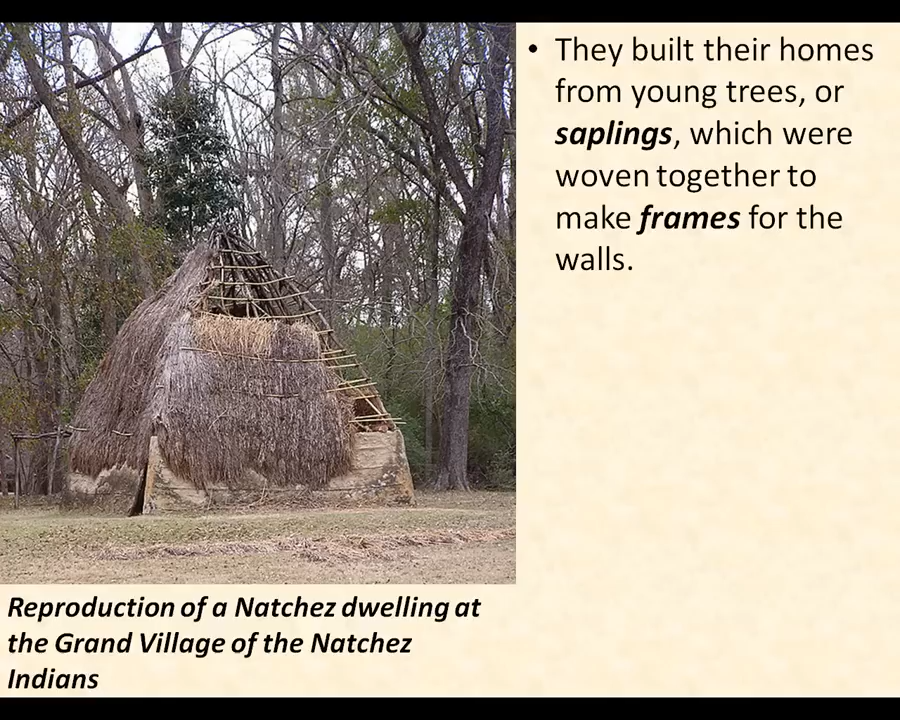 • They built their homes
from young trees, or
saplings, which were
woven together to
make frames for the
walls.
Reproduction of a Natchez dwelling at
the Grand Village of the Natchez
Indians